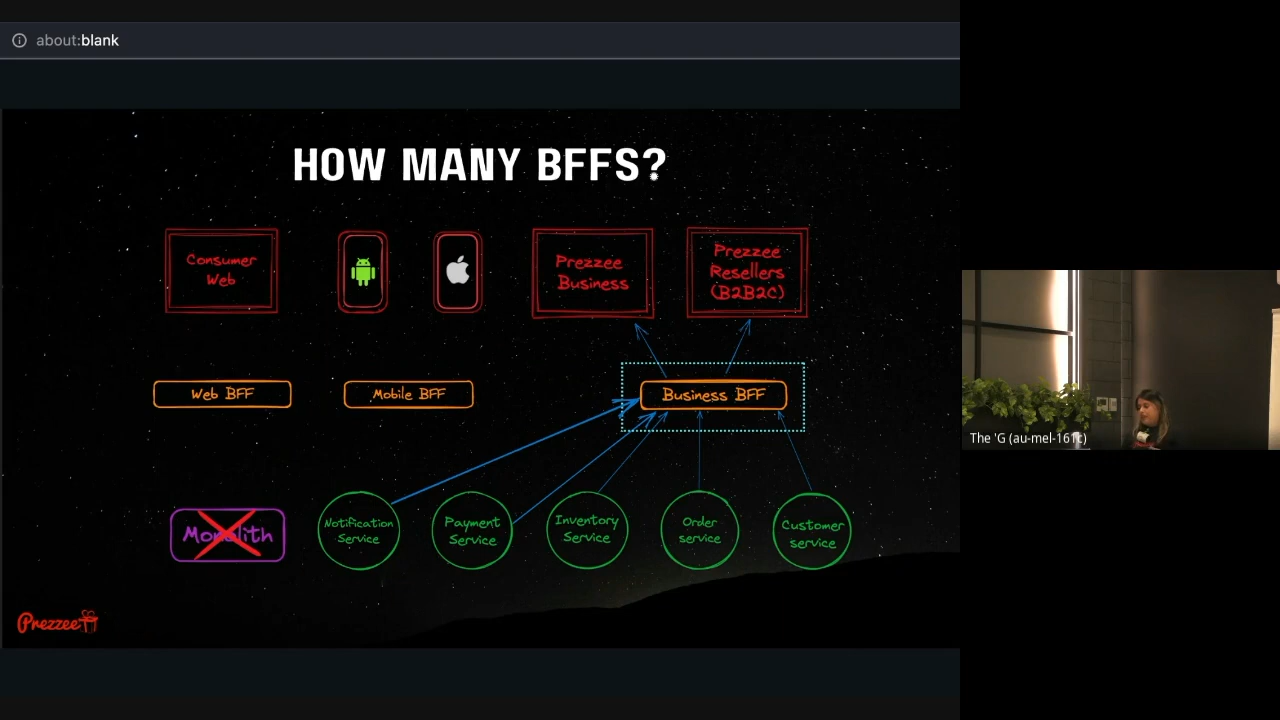 about:blank
HOW MANY BFFS?
Consumer
Web
Prezzee
Business
Prezzee
Resellers
(B2B2C)
Web BFF
Mobile BFF
Business BFF
Monolith
Notification
Service
Payment
Service
Inventory
Service
Order
service
Customer
service
Prezzee
The 'G (au-mel-161c)